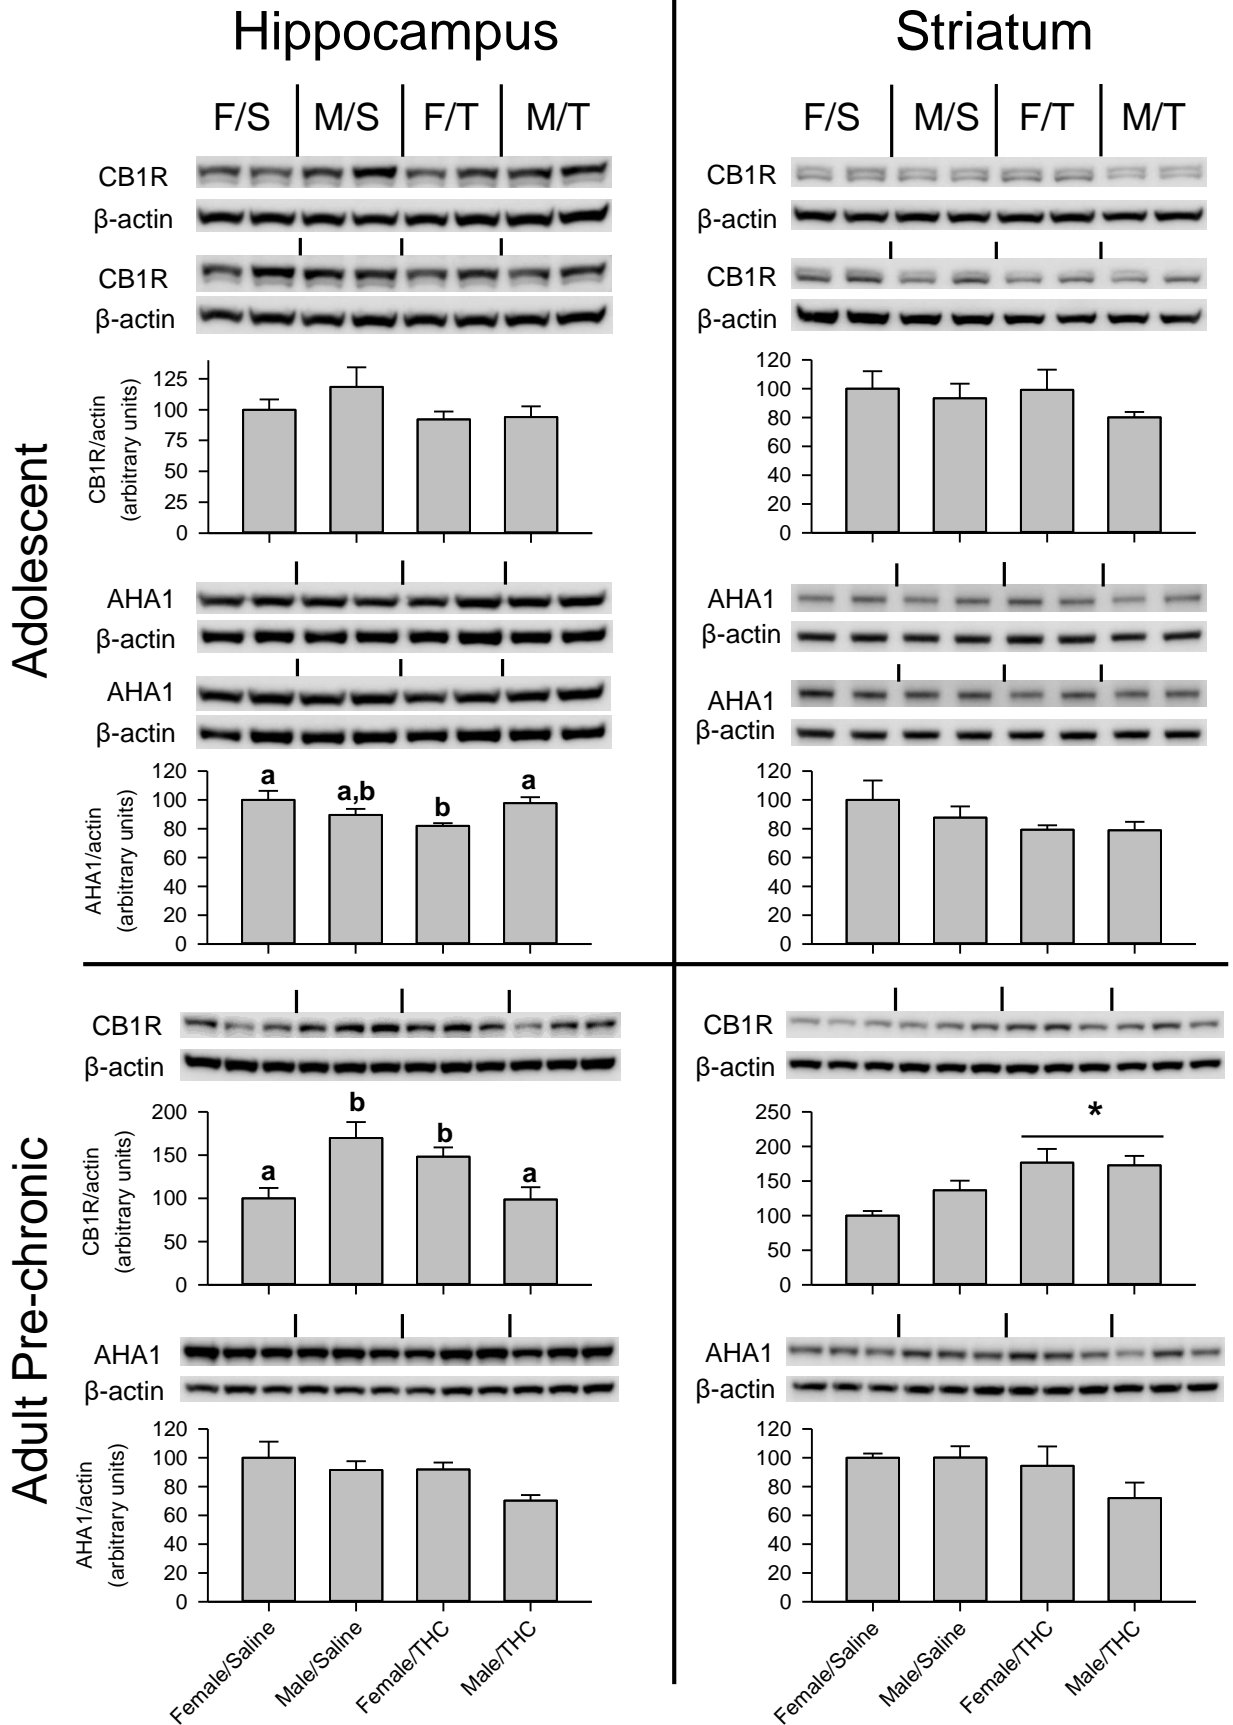 Hippocampus
Striatum
F/S M/S F/T M/T
F/S M/S F/T M/T
Adolescent
CB1R
β-actin
CB1R
β-actin
CB1R/actin
(arbitrary units)
125
100
75
50
25
0
CB1R
β-actin
CB1R
β-actin
120
100
80
60
40
20
0
AHA1
β-actin
AHA1
β-actin
AHA1/actin
(arbitrary units)
120
100
80
60
40
20
0
a
a,b
b
a
AHA1
β-actin
AHA1
β-actin
120
100
80
60
40
20
0
Adult Pre-chronic
CB1R
β-actin
CB1R/actin
(arbitrary units)
200
150
100
50
0
a
b
b
a
CB1R
β-actin
250
200
150
100
50
0
*
AHA1
β-actin
AHA1/actin
(arbitrary units)
120
100
80
60
40
20
0
Female/Saline
Male/Saline
Female/THC
Male/THC
AHA1
β-actin
120
100
80
60
40
20
0
Female/Saline
Male/Saline
Female/THC
Male/THC